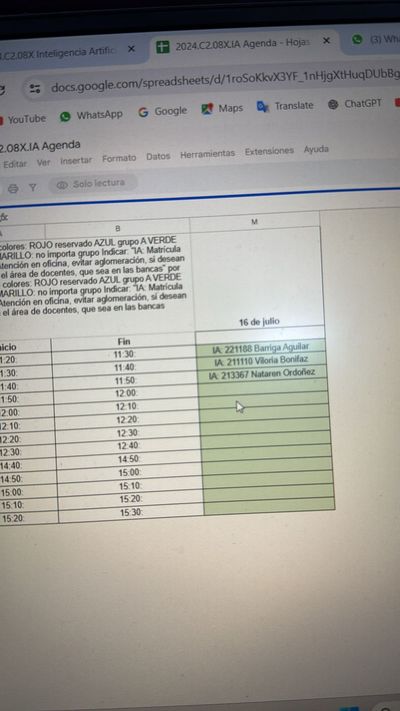 .C2.08X Inteligencia Artific
2024.C2.08X.IA Agenda - Hojas
docs.google.com/spreadsheets/d/1roSoKkvX3YF_1nHjgXtHuqDUbBg
YouTube WhatsApp Google Maps Translate ChatGPT
2.08X.IA Agenda
Editar Ver Insertar Formato Datos Herramientas Extensiones Ayuda
Solo lectura
fx
A B M
colores: ROJO reservado AZUL grupo A VERDE
MARILLO: no importa grupo Indicar: "IA: Matrícula
Atención en oficina, evitar aglomeración, si desean
el área de docentes, que sea en las bancas" por
colores: ROJO reservado AZUL grupo A VERDE
MARILLO: no importa grupo Indicar: "IA: Matrícula
Atención en oficina, evitar aglomeración, si desean
el área de docentes, que sea en las bancas
16 de julio
nicio Fin
1:20: 11:30: IA: 221188 Barriga Aguilar
1:30: 11:40: IA: 211110 Viloria Bonifaz
1:40: 11:50: IA: 213367 Nataren Ordoñez
1:50: 12:00:
2:00: 12:10:
12:10: 12:20:
12:20: 12:30:
12:30: 12:40:
14:40: 14:50:
14:50: 15:00:
15:00: 15:10:
15:10: 15:20:
15:20: 15:30: